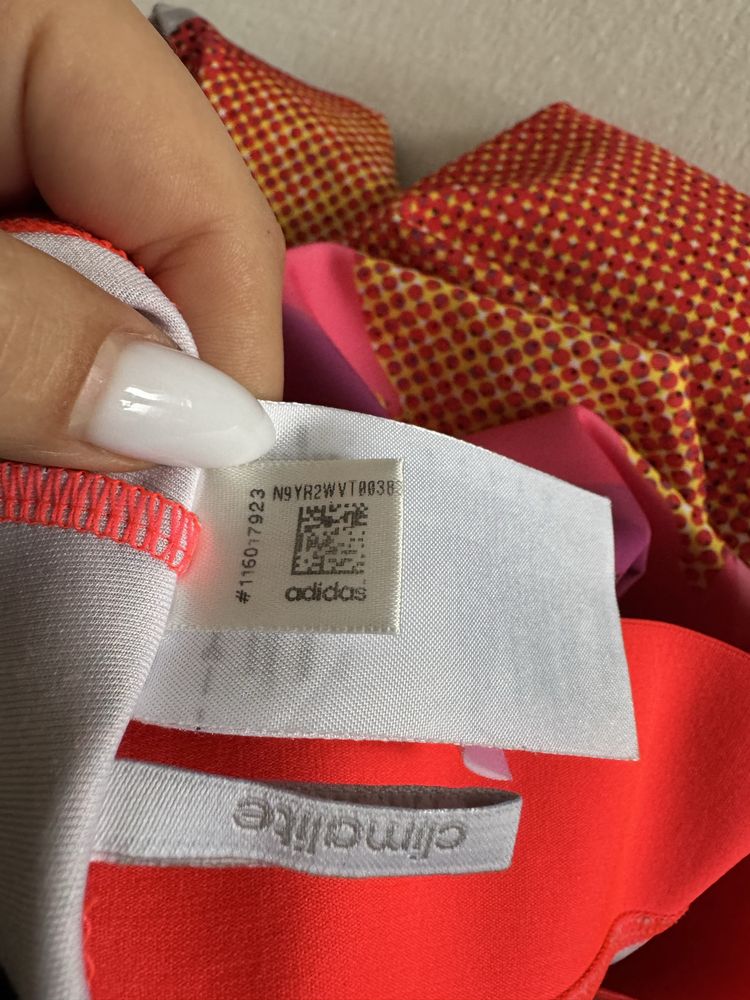 N9YR2WVT0038
#116017923
adidas
climalite